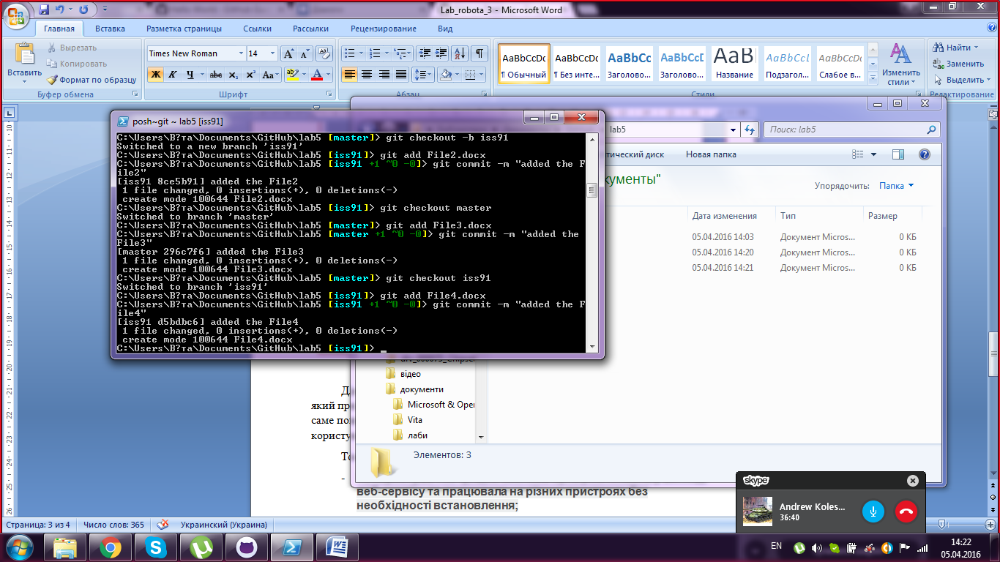 Lab_robota_3 - Microsoft Word
Главная Вставка Разметка страницы Ссылки Рассылки Рецензирование Вид
Вставить
Вырезать
Копировать
Формат по образцу
Буфер обмена
Times New Roman 14
Ж К Ч abc x₂ x² Aa
Шрифт
Абзац
AaBbCcDc AaBbCcDc AaBbCc AaBbCcD AaB AaBbCcL AaBbCcDc
¶ Обычный ¶ Без инте... Заголово... Заголово... Название Подзагол... Слабое в...
Стили
Изменить стили
Найти
Заменить
Выделить
Редактирование
posh~git ~ lab5 [iss91]
C:\Users\В?та\Documents\GitHub\lab5 [master]> git checkout -b iss91
Switched to a new branch 'iss91'
C:\Users\В?та\Documents\GitHub\lab5 [iss91]> git add File2.docx
C:\Users\В?та\Documents\GitHub\lab5 [iss91 +1 ~0 -0]> git commit -m "added the F
ile2"
[iss91 8ce5b91] added the File2
1 file changed, 0 insertions(+), 0 deletions(-)
create mode 100644 File2.docx
C:\Users\В?та\Documents\GitHub\lab5 [iss91]> git checkout master
Switched to branch 'master'
C:\Users\В?та\Documents\GitHub\lab5 [master]> git add File3.docx
C:\Users\В?та\Documents\GitHub\lab5 [master +1 ~0 -0]> git commit -m "added the
File3"
[master 296c7f6] added the File3
1 file changed, 0 insertions(+), 0 deletions(-)
create mode 100644 File3.docx
C:\Users\В?та\Documents\GitHub\lab5 [master]> git checkout iss91
Switched to branch 'iss91'
C:\Users\В?та\Documents\GitHub\lab5 [iss91]> git add File4.docx
C:\Users\В?та\Documents\GitHub\lab5 [iss91 +1 ~0 -0]> git commit -m "added the F
ile4"
[iss91 d5bdbc6] added the File4
1 file changed, 0 insertions(+), 0 deletions(-)
create mode 100644 File4.docx
C:\Users\В?та\Documents\GitHub\lab5 [iss91]> _
lab5
Поиск: lab5
тический диск Новая папка
кументы"
Упорядочить: Папка
Дата изменения Тип Размер
05.04.2016 14:03 Документ Micros... 0 КБ
05.04.2016 14:20 Документ Micros... 0 КБ
05.04.2016 14:21 Документ Micros... 0 КБ
відео
документи
Microsoft & Ope
Vita
лаби
Элементов: 3
який пр
саме по
користу
То
-
веб-сервісу та працювала на різних пристроях без
необхідності встановлення;
skype
Andrew Koles...
36:40
Страница: 3 из 4 Число слов: 365 Украинский (Украина)
EN
14:22
05.04.2016